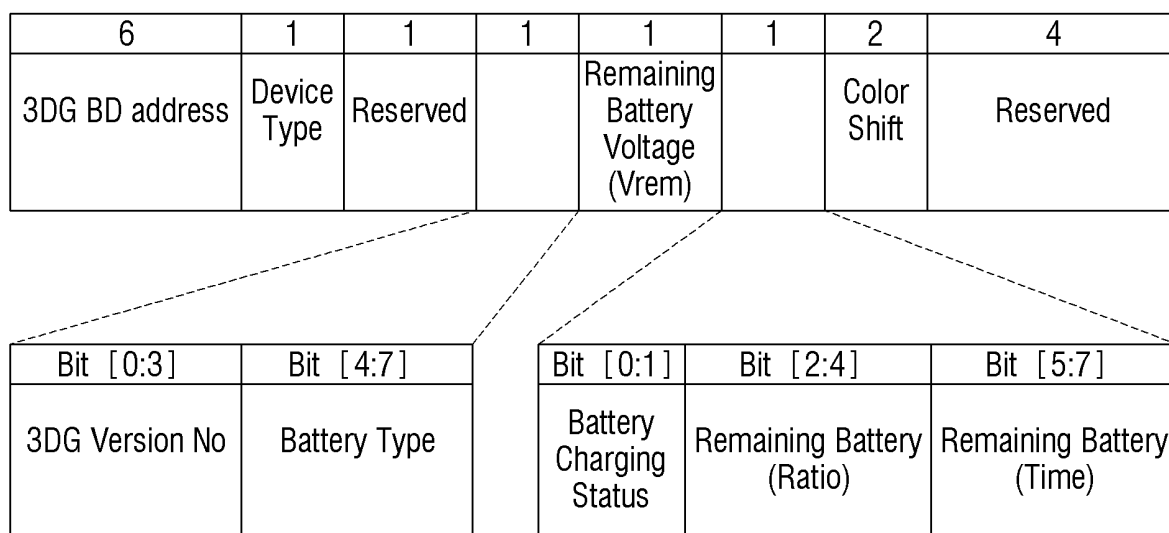 6 1 1 1 1 1 2 4
3DG BD address
Device
Type
Reserved
Remaining
Battery
Voltage
(Vrem)
Color
Shift
Reserved
Bit [0:3] Bit [4:7]
3DG Version No Battery Type
Bit [0:1] Bit [2:4] Bit [5:7]
Battery
Charging
Status
Remaining Battery
(Ratio)
Remaining Battery
(Time)